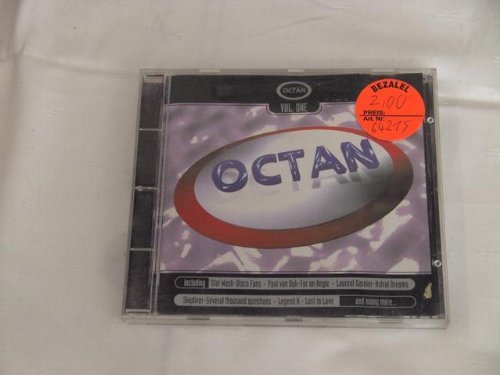 OCTAN
VOL. ONE
BEZALEL
2,00
PREIS:
Art. Nr.
64215
OCTAN
including Star Wash-Disco Fans - Paul van Dyk-For an Angle - Laurent Garnier-Astral Dreams
Skydiver-Several thousand questions - Legend B - Lost in Love and many more...